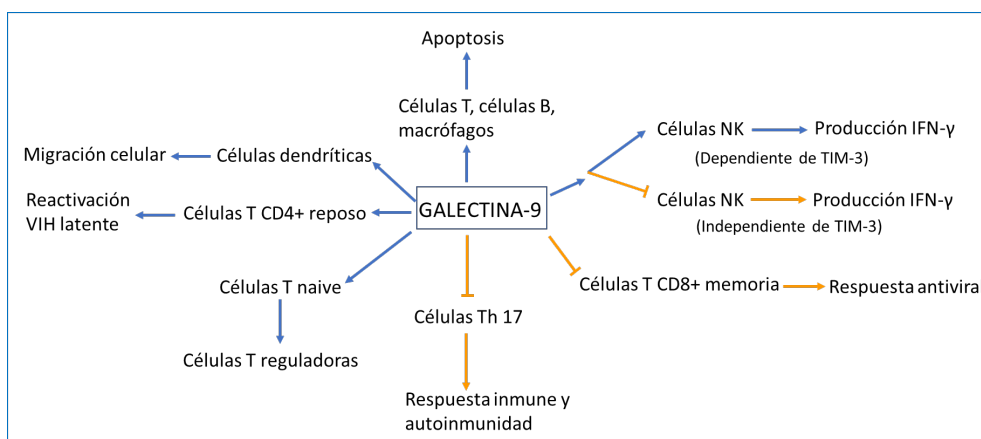 Apoptosis
Células T, células B,
macrófagos
Células NK
Producción IFN-γ
(Dependiente de TIM-3)
Migración celular
Células dendríticas
Reactivación
VIH latente
Células T CD4+ reposo
GALECTINA-9
Células NK
Producción IFN-γ
(Independiente de TIM-3)
Células T naive
Células T CD8+ memoria
Respuesta antivira
Células Th 17
Células T reguladoras
Respuesta inmune y
autoinmunidad